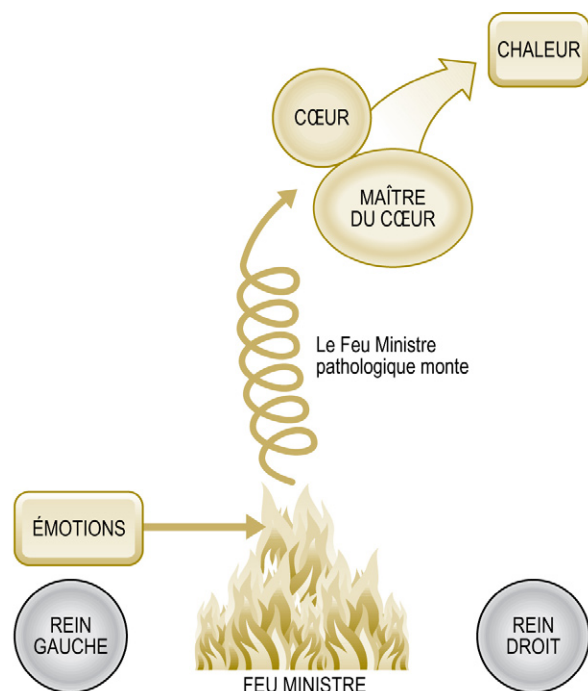 CHALEUR
CŒUR
MAÎTRE
DU CŒUR
Le Feu Ministre
pathologique monte
ÉMOTIONS
REIN
GAUCHE
REIN
DROIT
FEU MINISTRE